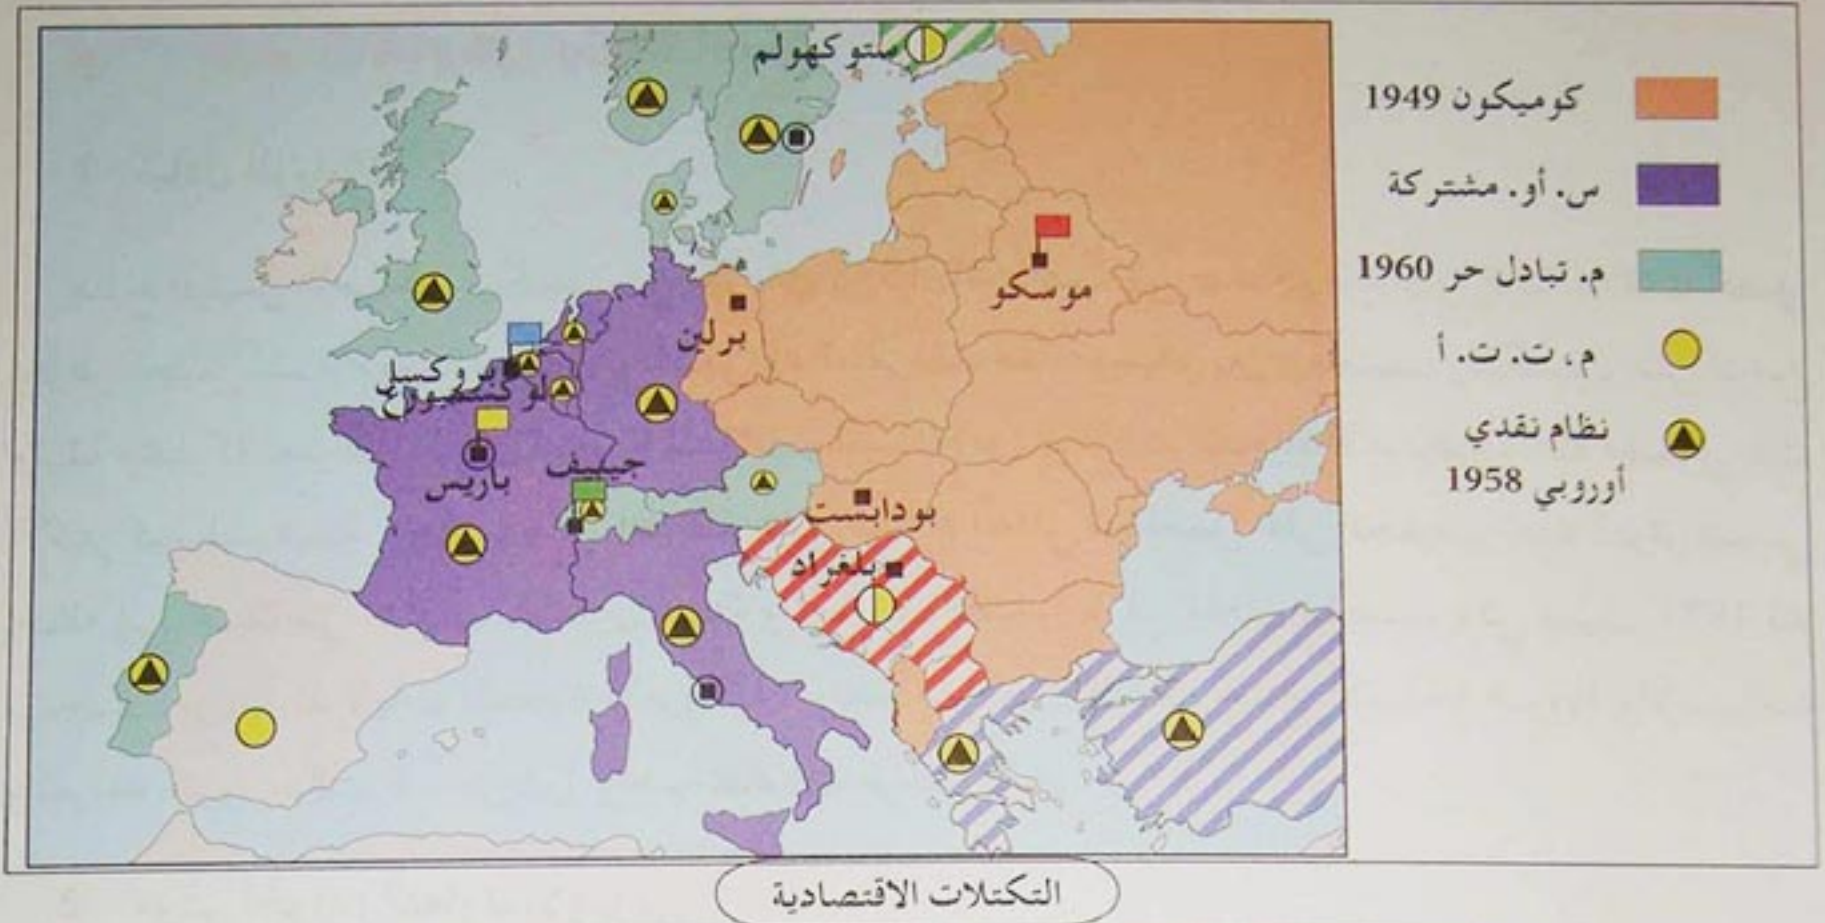 ستوكهولم
موسكو
برلين
بروكسل
لوكسمبورغ
باريس
جينيف
بودابست
بلغراد
كوميكون 1949
س. أو. مشتركة
م. تبادل حر 1960
م، ت. ت. أ
نظام نقدي
أوروبي 1958
التكتلات الاقتصادية